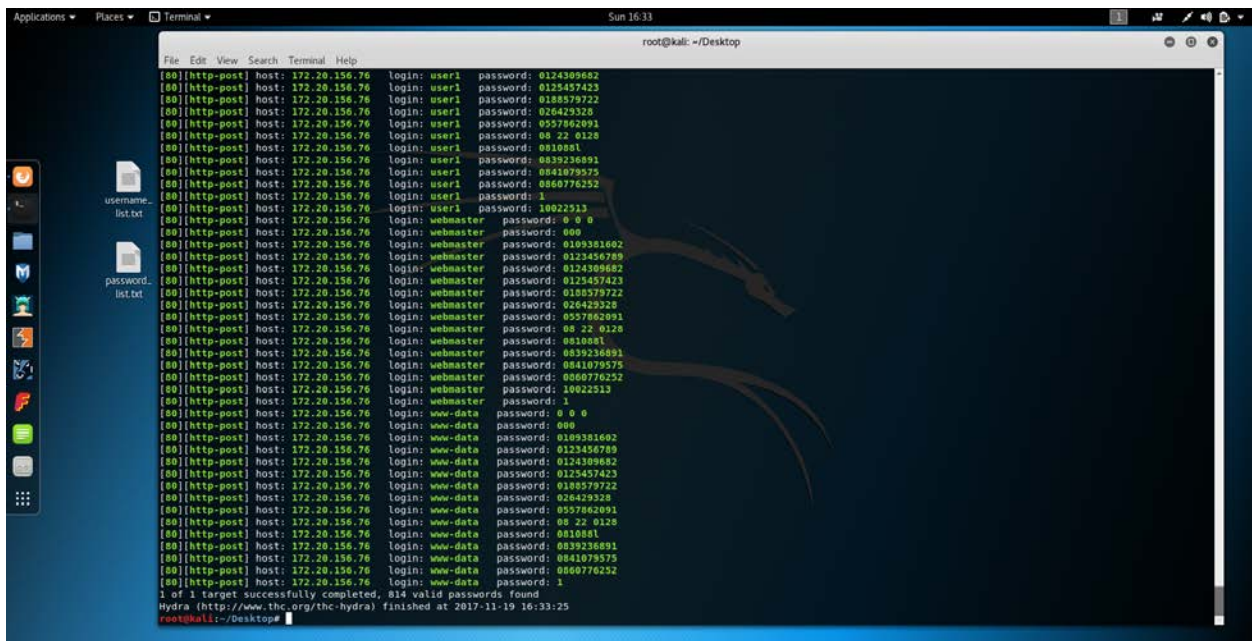 Applications Places Terminal Sun 16:33 1
root@kali: ~/Desktop
File Edit View Search Terminal Help
[80][http-post] host: 172.20.156.76 login: user1 password: 0124309682
[80][http-post] host: 172.20.156.76 login: user1 password: 0125457423
[80][http-post] host: 172.20.156.76 login: user1 password: 0188579722
[80][http-post] host: 172.20.156.76 login: user1 password: 026429328
[80][http-post] host: 172.20.156.76 login: user1 password: 0557862091
[80][http-post] host: 172.20.156.76 login: user1 password: 08 22 0128
[80][http-post] host: 172.20.156.76 login: user1 password: 081088l
[80][http-post] host: 172.20.156.76 login: user1 password: 0839236891
[80][http-post] host: 172.20.156.76 login: user1 password: 0841079575
[80][http-post] host: 172.20.156.76 login: user1 password: 0860776252
[80][http-post] host: 172.20.156.76 login: user1 password: 1
[80][http-post] host: 172.20.156.76 login: user1 password: 10022513
[80][http-post] host: 172.20.156.76 login: webmaster password: 0 0 0
[80][http-post] host: 172.20.156.76 login: webmaster password: 000
[80][http-post] host: 172.20.156.76 login: webmaster password: 0109381602
[80][http-post] host: 172.20.156.76 login: webmaster password: 0123456789
[80][http-post] host: 172.20.156.76 login: webmaster password: 0124309682
[80][http-post] host: 172.20.156.76 login: webmaster password: 0125457423
[80][http-post] host: 172.20.156.76 login: webmaster password: 0188579722
[80][http-post] host: 172.20.156.76 login: webmaster password: 026429328
[80][http-post] host: 172.20.156.76 login: webmaster password: 0557862091
[80][http-post] host: 172.20.156.76 login: webmaster password: 08 22 0128
[80][http-post] host: 172.20.156.76 login: webmaster password: 081088l
[80][http-post] host: 172.20.156.76 login: webmaster password: 0839236891
[80][http-post] host: 172.20.156.76 login: webmaster password: 0841079575
[80][http-post] host: 172.20.156.76 login: webmaster password: 0860776252
[80][http-post] host: 172.20.156.76 login: webmaster password: 10022513
[80][http-post] host: 172.20.156.76 login: webmaster password: 1
[80][http-post] host: 172.20.156.76 login: www-data password: 0 0 0
[80][http-post] host: 172.20.156.76 login: www-data password: 000
[80][http-post] host: 172.20.156.76 login: www-data password: 0109381602
[80][http-post] host: 172.20.156.76 login: www-data password: 0123456789
[80][http-post] host: 172.20.156.76 login: www-data password: 0124309682
[80][http-post] host: 172.20.156.76 login: www-data password: 0125457423
[80][http-post] host: 172.20.156.76 login: www-data password: 0188579722
[80][http-post] host: 172.20.156.76 login: www-data password: 026429328
[80][http-post] host: 172.20.156.76 login: www-data password: 0557862091
[80][http-post] host: 172.20.156.76 login: www-data password: 08 22 0128
[80][http-post] host: 172.20.156.76 login: www-data password: 081088l
[80][http-post] host: 172.20.156.76 login: www-data password: 0839236891
[80][http-post] host: 172.20.156.76 login: www-data password: 0841079575
[80][http-post] host: 172.20.156.76 login: www-data password: 0860776252
[80][http-post] host: 172.20.156.76 login: www-data password: 1
1 of 1 target successfully completed, 814 valid passwords found
Hydra (http://www.thc.org/thc-hydra) finished at 2017-11-19 16:33:25
root@kali:~/Desktop#
username_
list.txt
password_
list.txt